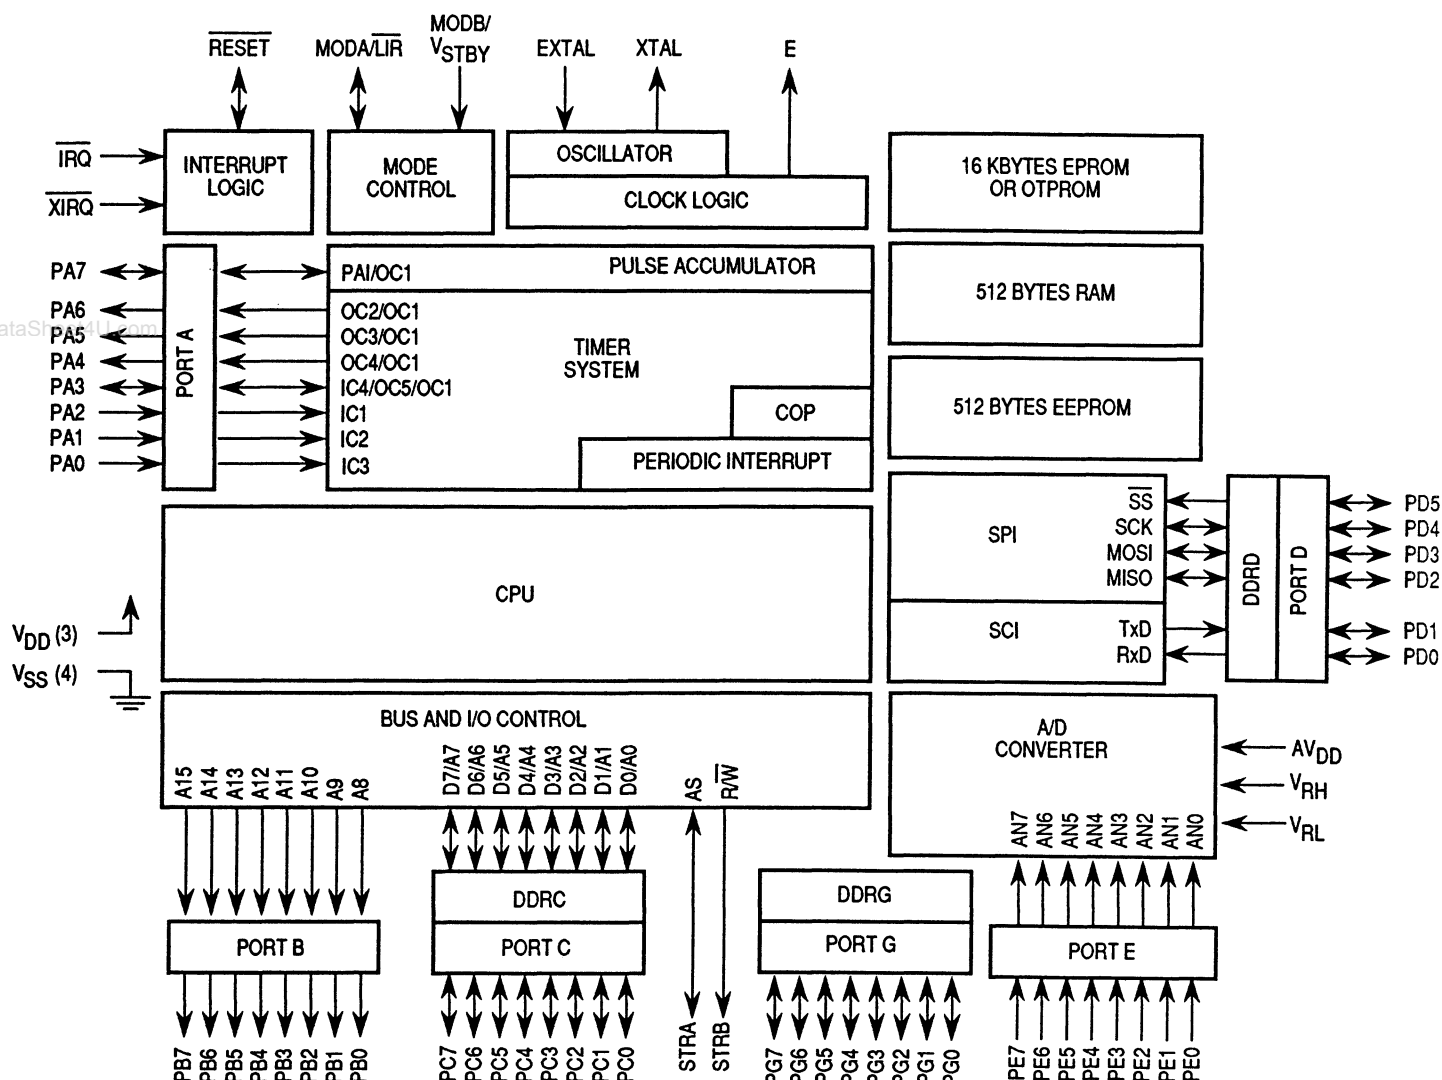 RESET
MODA/LIR
MODB/
VSTBY
EXTAL
XTAL
E
IRQ
XIRQ
INTERRUPT
LOGIC
MODE
CONTROL
OSCILLATOR
CLOCK LOGIC
16 KBYTES EPROM
OR OTPROM
PA7
PA6
PA5
PA4
PA3
PA2
PA1
PA0
ataSheet4U.com
PORT A
PAI/OC1
PULSE ACCUMULATOR
OC2/OC1
OC3/OC1
OC4/OC1
IC4/OC5/OC1
IC1
IC2
IC3
TIMER
SYSTEM
COP
PERIODIC INTERRUPT
512 BYTES RAM
512 BYTES EEPROM
CPU
VDD (3)
VSS (4)
SPI
SS
SCK
MOSI
MISO
SCI
TxD
RxD
DDRD
PORT D
PD5
PD4
PD3
PD2
PD1
PD0
BUS AND I/O CONTROL
A15
A14
A13
A12
A11
A10
A9
A8
D7/A7
D6/A6
D5/A5
D4/A4
D3/A3
D2/A2
D1/A1
D0/A0
AS
R/W
A/D
CONVERTER
AN7
AN6
AN5
AN4
AN3
AN2
AN1
AN0
AVDD
VRH
VRL
PORT B
DDRC
PORT C
DDRG
PORT G
PORT E
PB7
PB6
PB5
PB4
PB3
PB2
PB1
PB0
PC7
PC6
PC5
PC4
PC3
PC2
PC1
PC0
STRA
STRB
PG7
PG6
PG5
PG4
PG3
PG2
PG1
PG0
PE7
PE6
PE5
PE4
PE3
PE2
PE1
PE0